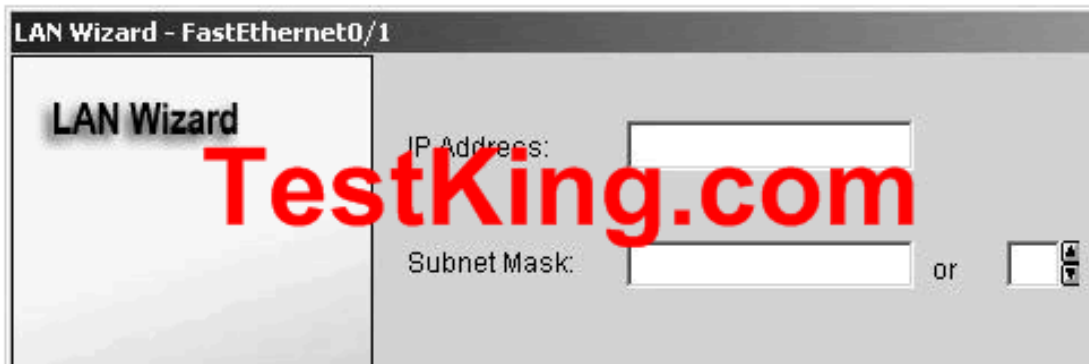 LAN Wizard - FastEthernet0/1
LAN Wizard
IP Address:
TestKing.com
Subnet Mask:
or